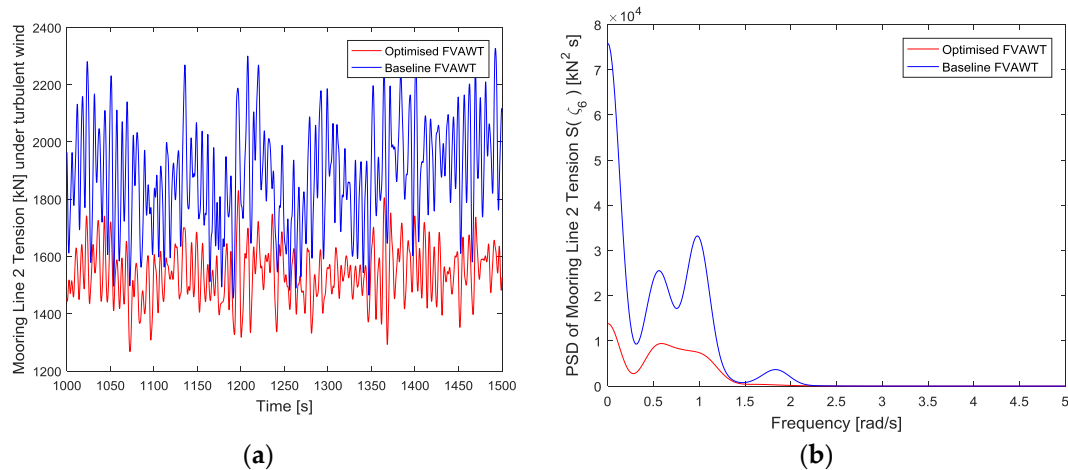 Mooring Line 2 Tension [kN] under turbulent wind
2400
2200
2000
1800
1600
1400
1200
1000 1050 1100 1150 1200 1250 1300 1350 1400 1450 1500
Time [s]
Optimised FVAWT
Baseline FVAWT
(a)
PSD of Mooring Line 2 Tension S( ζ6 ) [kN2 s]
×104
8
7
6
5
4
3
2
1
0
0 0.5 1 1.5 2 2.5 3 3.5 4 4.5 5
Frequency [rad/s]
Optimised FVAWT
Baseline FVAWT
(b)